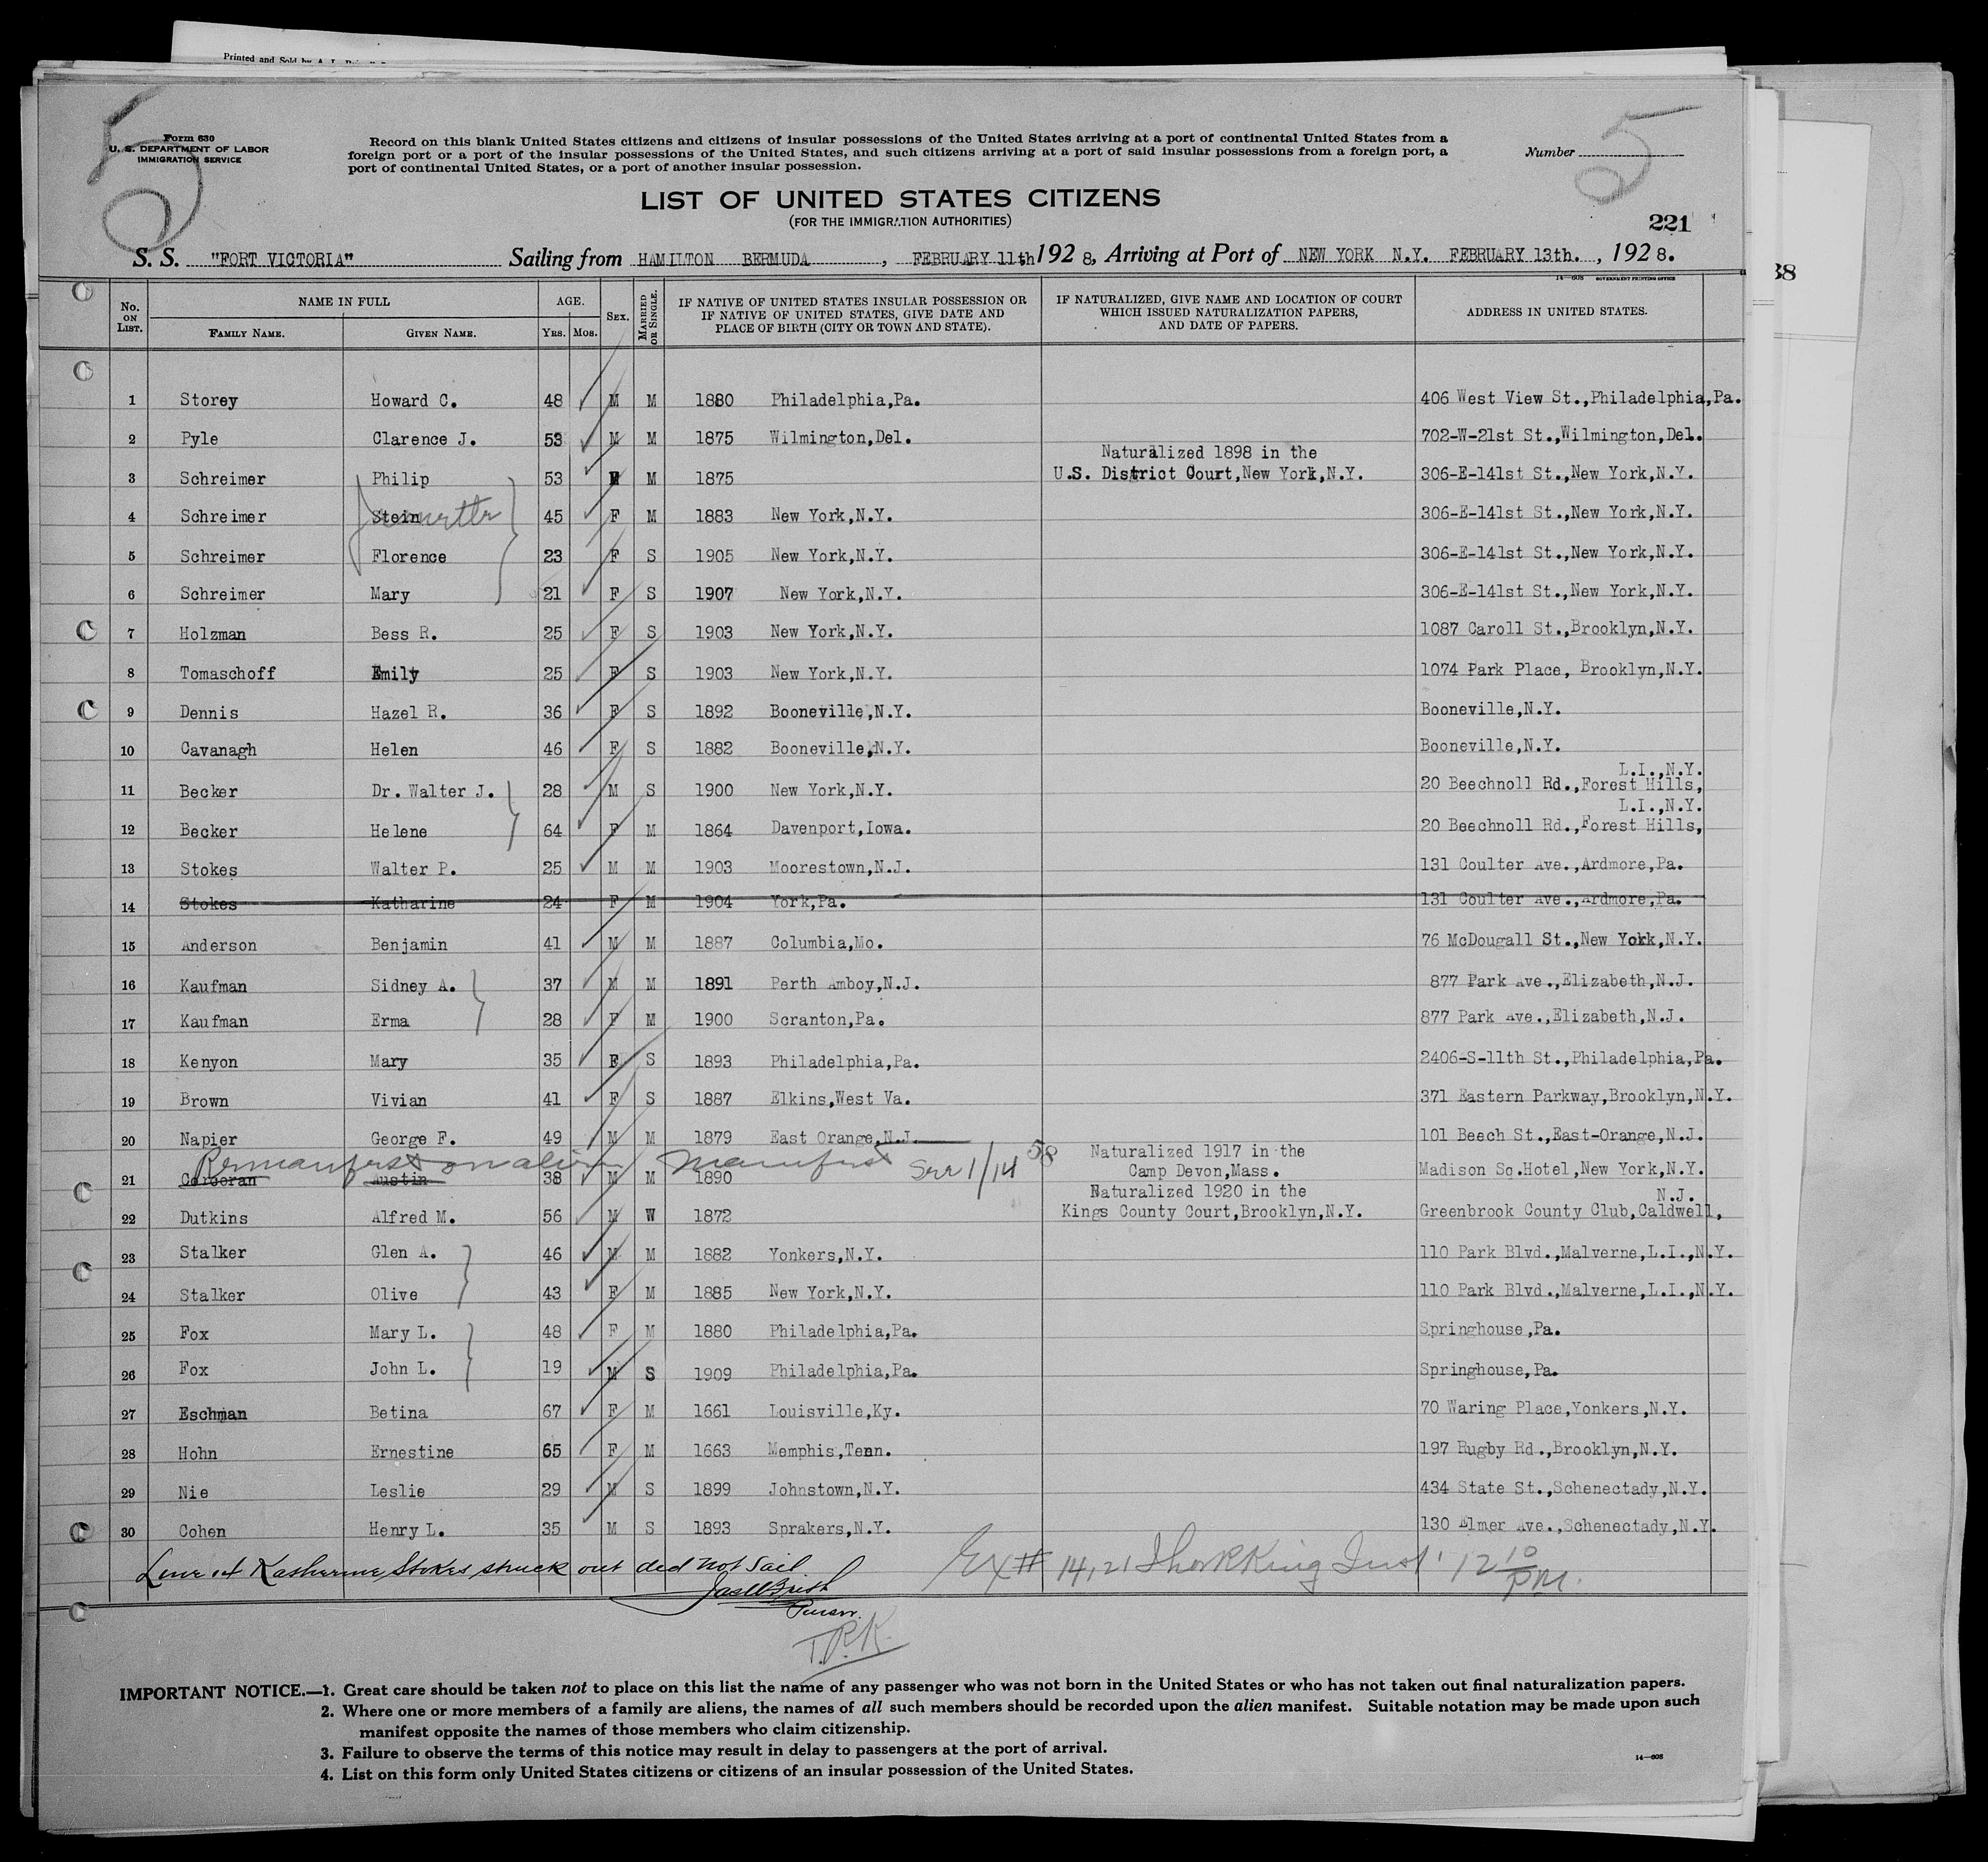 Printed and Sold by
5
5
Form 630
U. S. DEPARTMENT OF LABOR
IMMIGRATION SERVICE
Record on this blank United States citizens and citizens of insular possessions of the United States arriving at a port of continental United States from a
foreign port or a port of the insular possessions of the United States, and such citizens arriving at a port of said insular possessions from a foreign port, a
port of continental United States, or a port of another insular possession.
Number
LIST OF UNITED STATES CITIZENS
(FOR THE IMMIGRATION AUTHORITIES)
221
S. S. "FORT VICTORIA" Sailing from HAMILTON BERMUDA , FEBRUARY 11th 1928, Arriving at Port of NEW YORK N.Y. FEBRUARY 13th. , 1928.
14—608 GOVERNMENT PRINTING OFFICE
38
No. ON LIST. NAME IN FULL FAMILY NAME. GIVEN NAME. AGE. Yrs. Mos. SEX. MARRIED OR SINGLE. IF NATIVE OF UNITED STATES INSULAR POSSESSION OR IF NATIVE OF UNITED STATES, GIVE DATE AND PLACE OF BIRTH (CITY OR TOWN AND STATE). IF NATURALIZED, GIVE NAME AND LOCATION OF COURT WHICH ISSUED NATURALIZATION PAPERS, AND DATE OF PAPERS. ADDRESS IN UNITED STATES.
1 Storey Howard C. 48 M M 1880 Philadelphia,Pa. 406 West View St.,Philadelphia,Pa.
2 Pyle Clarence J. 53 M M 1875 Wilmington,Del. 702-W-21st St.,Wilmington,Del.
Naturalized 1898 in the
3 Schreimer Philip 53 M M 1875 U.S. District Court,New York,N.Y. 306-E-141st St.,New York,N.Y.
4 Schreimer Stein 45 F M 1883 New York,N.Y. 306-E-141st St.,New York,N.Y.
5 Schreimer Florence 23 F S 1905 New York,N.Y. 306-E-141st St.,New York,N.Y.
6 Schreimer Mary 21 F S 1907 New York,N.Y. 306-E-141st St.,New York,N.Y.
7 Holzman Bess R. 25 F S 1903 New York,N.Y. 1087 Caroll St.,Brooklyn,N.Y.
8 Tomaschoff Emily 25 F S 1903 New York,N.Y. 1074 Park Place, Brooklyn,N.Y.
9 Dennis Hazel R. 36 F S 1892 Booneville,N.Y. Booneville,N.Y.
10 Cavanagh Helen 46 F S 1882 Booneville,N.Y. Booneville,N.Y.
L.I.,N.Y.
11 Becker Dr. Walter J. 28 M S 1900 New York,N.Y. 20 Beechnoll Rd.,Forest Hills,
L.I.,N.Y.
12 Becker Helene 64 F M 1864 Davenport,Iowa. 20 Beechnoll Rd.,Forest Hills,
13 Stokes Walter P. 25 M M 1903 Moorestown,N.J. 131 Coulter Ave.,Ardmore,Pa.
14 Stokes Katharine 24 F M 1904 York,Pa. 131 Coulter Ave.,Ardmore,Pa.
15 Anderson Benjamin 41 M M 1887 Columbia,Mo. 76 McDougall St.,New York,N.Y.
16 Kaufman Sidney A. 37 M M 1891 Perth Amboy,N.J. 877 Park Ave.,Elizabeth,N.J.
17 Kaufman Erma 28 F M 1900 Scranton,Pa. 877 Park Ave.,Elizabeth,N.J.
18 Kenyon Mary 35 F S 1893 Philadelphia,Pa. 2406-S-11th St.,Philadelphia,Pa.
19 Brown Vivian 41 F S 1887 Elkins,West Va. 371 Eastern Parkway,Brooklyn,N.Y.
20 Napier George F. 49 M M 1879 East Orange,N.J. 101 Beech St.,East-Orange,N.J.
Remanifest on alien manifest 1/14 58 Naturalized 1917 in the
21 Corcoran Austin 38 M M 1890 Camp Devon,Mass. Madison Sq.Hotel,New York,N.Y.
Naturalized 1920 in the N.J.
22 Dutkins Alfred M. 56 M W 1872 Kings County Court,Brooklyn,N.Y. Greenbrook County Club,Caldwell,
23 Stalker Glen A. 46 M M 1882 Yonkers,N.Y. 110 Park Blvd.,Malverne,L.I.,N.Y.
24 Stalker Olive 43 F M 1885 New York,N.Y. 110 Park Blvd.,Malverne,L.I.,N.Y.
25 Fox Mary L. 48 F M 1880 Philadelphia,Pa. Springhouse,Pa.
26 Fox John L. 19 M S 1909 Philadelphia,Pa. Springhouse,Pa.
27 Eschman Betina 67 F M 1661 Louisville,Ky. 70 Waring Place,Yonkers,N.Y.
28 Hohn Ernestine 65 F M 1663 Memphis,Tenn. 197 Rugby Rd.,Brooklyn,N.Y.
29 Nie Leslie 29 M S 1899 Johnstown,N.Y. 434 State St.,Schenectady,N.Y.
30 Cohen Henry L. 35 M S 1893 Sprakers,N.Y. 130 Elmer Ave.,Schenectady,N.Y.
Line 14 Katherine Stokes struck out did not sail
Ex# 14,21 King Insp 12 10 PM.
Purser
T.R.K.
IMPORTANT NOTICE.—1. Great care should be taken not to place on this list the name of any passenger who was not born in the United States or who has not taken out final naturalization papers.
2. Where one or more members of a family are aliens, the names of all such members should be recorded upon the alien manifest. Suitable notation may be made upon such
manifest opposite the names of those members who claim citizenship.
3. Failure to observe the terms of this notice may result in delay to passengers at the port of arrival.
4. List on this form only United States citizens or citizens of an insular possession of the United States.
14—608